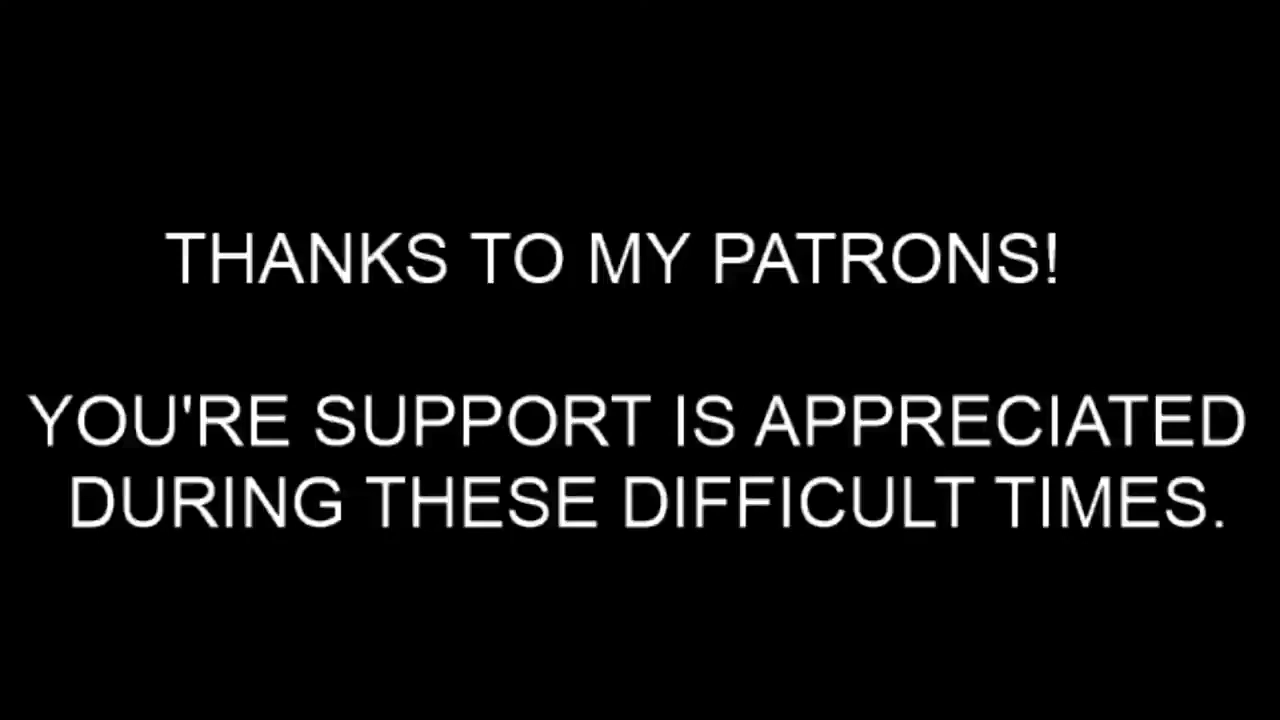 THANKS TO MY PATRONS!
YOU'RE SUPPORT IS APPRECIATED
DURING THESE DIFFICULT TIMES.